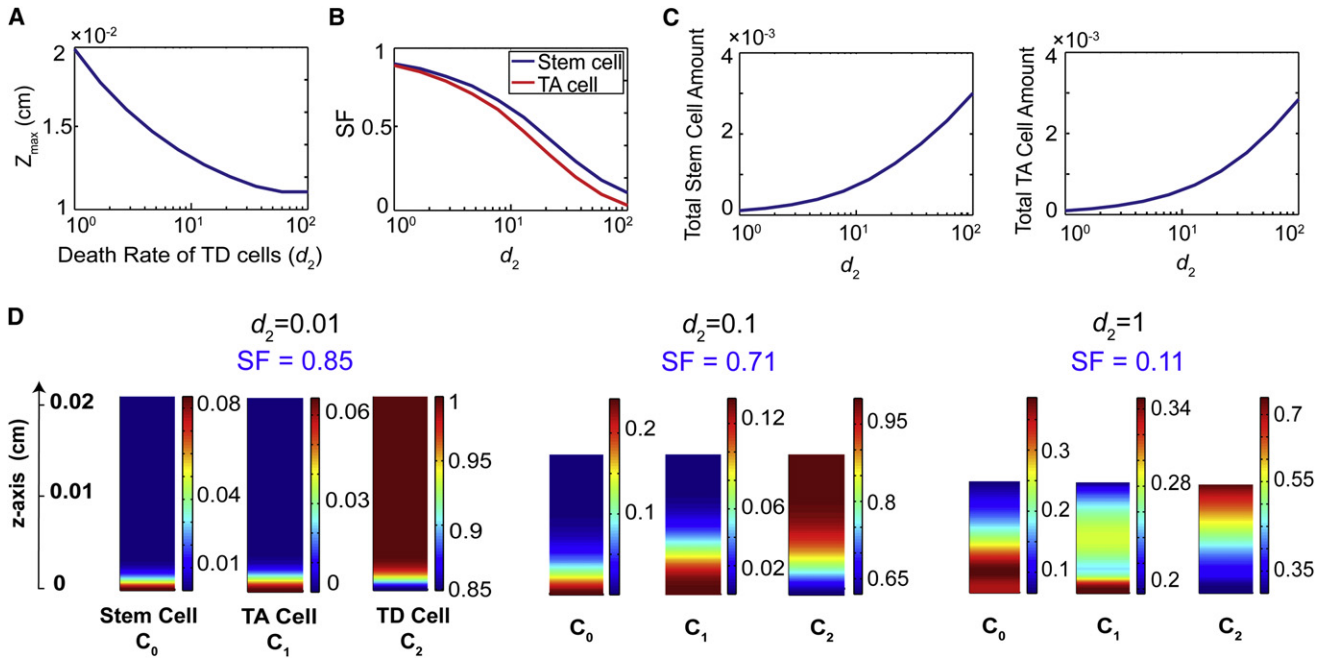 A
×10⁻²
2
1.5
1
Z_max (cm)
10⁰
10¹
10²
Death Rate of TD cells (d₂)
B
1
0.5
0
SF
Stem cell
TA cell
10⁰
10¹
10²
d₂
C
×10⁻³
4
2
0
Total Stem Cell Amount
10⁰
10¹
10²
d₂
×10⁻³
4
2
0
Total TA Cell Amount
10⁰
10¹
10²
d₂
D
d₂=0.01
SF = 0.85
z-axis (cm)
0.02
0.01
0
0.08
0.04
0.01
Stem Cell
C₀
0.06
0.03
0
TA Cell
C₁
1
0.95
0.9
0.85
TD Cell
C₂
d₂=0.1
SF = 0.71
0.2
0.1
C₀
0.12
0.06
0.02
C₁
0.95
0.8
0.65
C₂
d₂=1
SF = 0.11
0.3
0.2
0.1
C₀
0.34
0.28
0.2
C₁
0.7
0.55
0.35
C₂